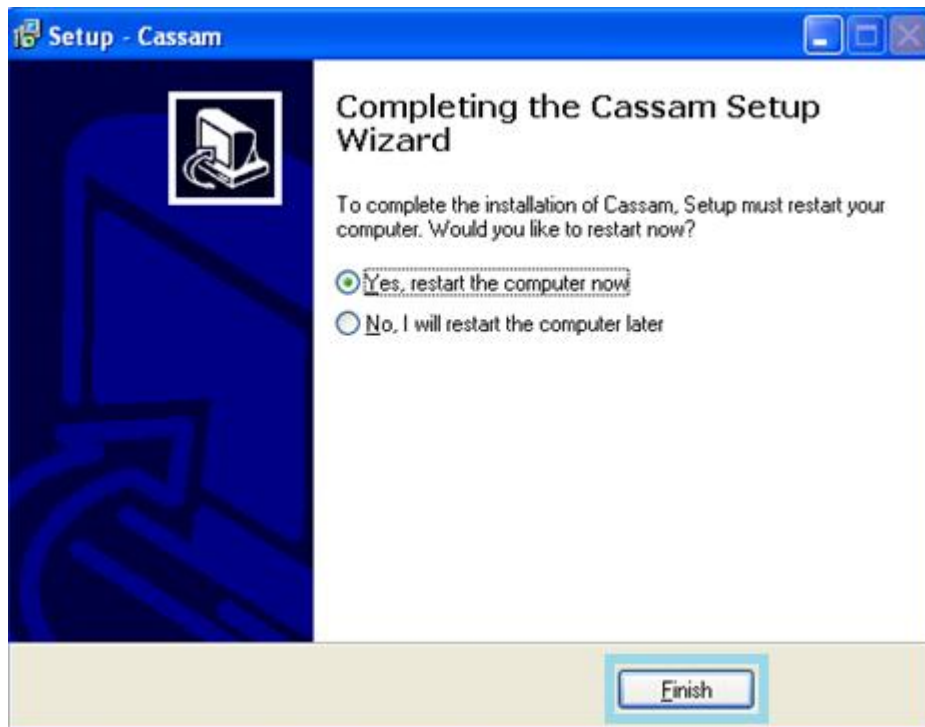 Setup - Cassam
Completing the Cassam Setup
Wizard
To complete the installation of Cassam, Setup must restart your
computer. Would you like to restart now?
Yes, restart the computer now
No, I will restart the computer later
Finish